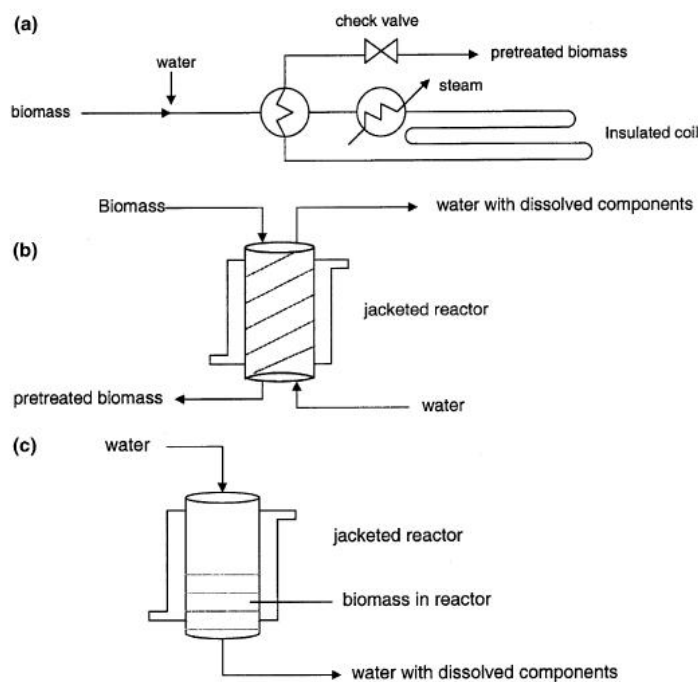 (a)
check valve
pretreated biomass
water
steam
biomass
Insulated coil
Biomass
water with dissolved components
(b)
jacketed reactor
pretreated biomass
water
(c)
water
jacketed reactor
biomass in reactor
water with dissolved components